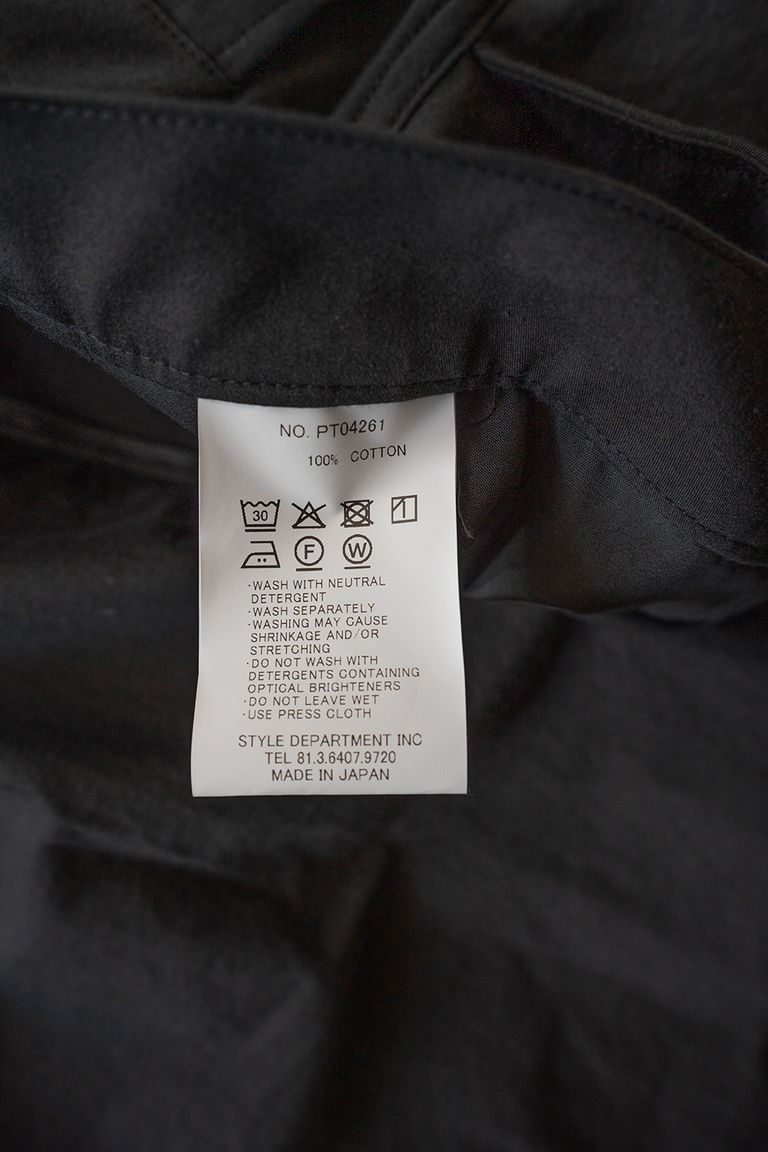 NO. PT04261
100% COTTON
30
F W
·WASH WITH NEUTRAL
DETERGENT
·WASH SEPARATELY
·WASHING MAY CAUSE
SHRINKAGE AND/OR
STRETCHING
·DO NOT WASH WITH
DETERGENTS CONTAINING
OPTICAL BRIGHTENERS
·DO NOT LEAVE WET
·USE PRESS CLOTH
STYLE DEPARTMENT INC
TEL 81.3.6407.9720
MADE IN JAPAN